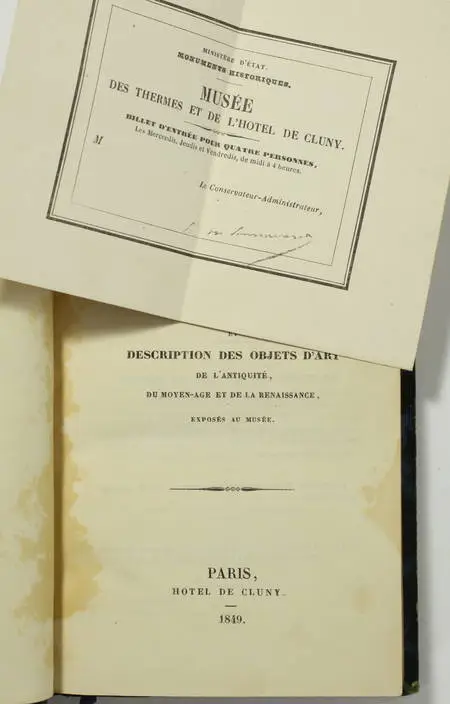 MINISTÈRE D'ÉTAT.
MONUMENTS HISTORIQUES.
MUSÉE
DES THERMES ET DE L'HOTEL DE CLUNY.
BILLET D'ENTRÉE POUR QUATRE PERSONNES,
Les Mercredis, Jeudis et Vendredis, de midi à 4 heures.
M
Le Conservateur-Administrateur,
ET
DESCRIPTION DES OBJETS D'ART
DE L'ANTIQUITÉ,
DU MOYEN-AGE ET DE LA RENAISSANCE,
EXPOSÉS AU MUSÉE.
PARIS,
HOTEL DE CLUNY.
1849.